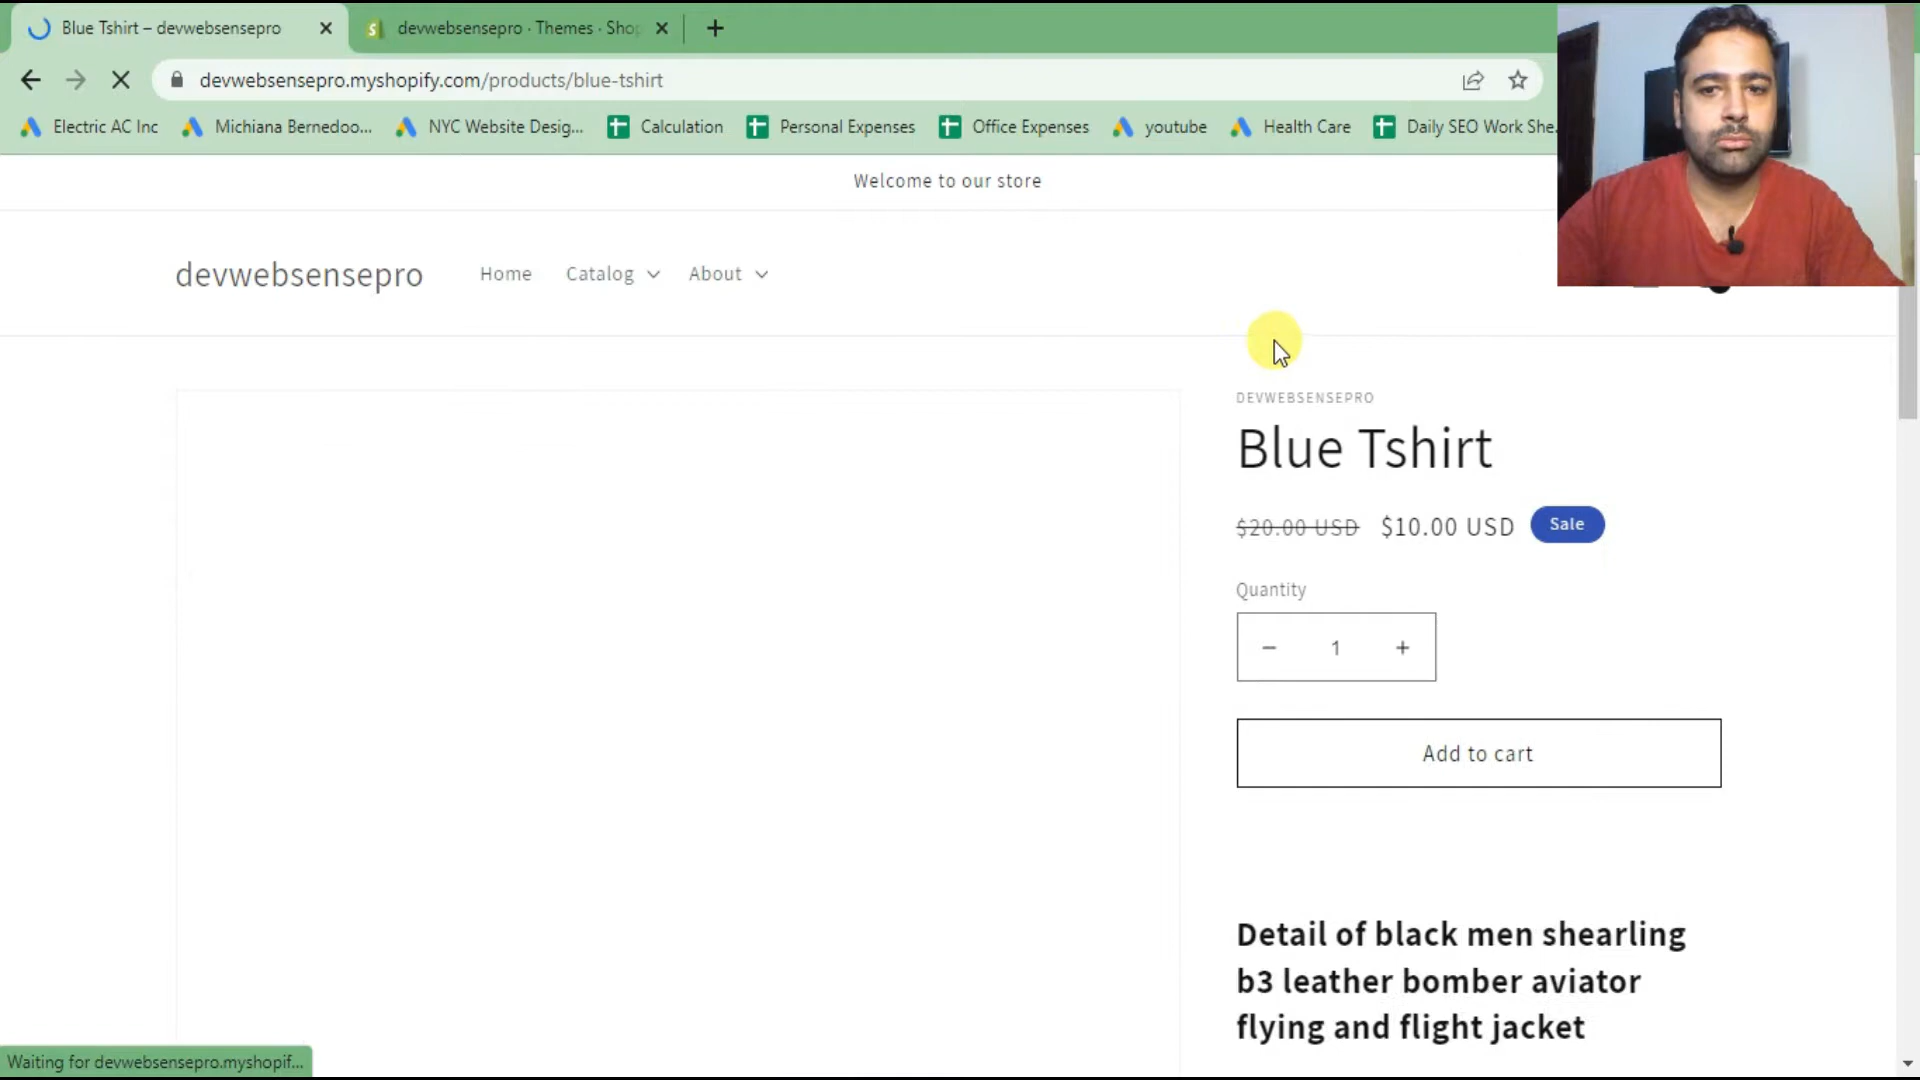 Blue Tshirt – devwebsensepro
devwebsensepro · Themes · Sho
devwebsensepro.myshopify.com/products/blue-tshirt
Electric AC Inc
Michiana Bernedoo...
NYC Website Desig...
Calculation
Personal Expenses
Office Expenses
youtube
Health Care
Daily SEO Work She.
Welcome to our store
devwebsensepro
Home
Catalog
About
DEVWEBSENSEPRO
Blue Tshirt
$20.00 USD $10.00 USD Sale
Quantity
− 1 +
Add to cart
Detail of black men shearling
b3 leather bomber aviator
flying and flight jacket
Waiting for devwebsensepro.myshopif...